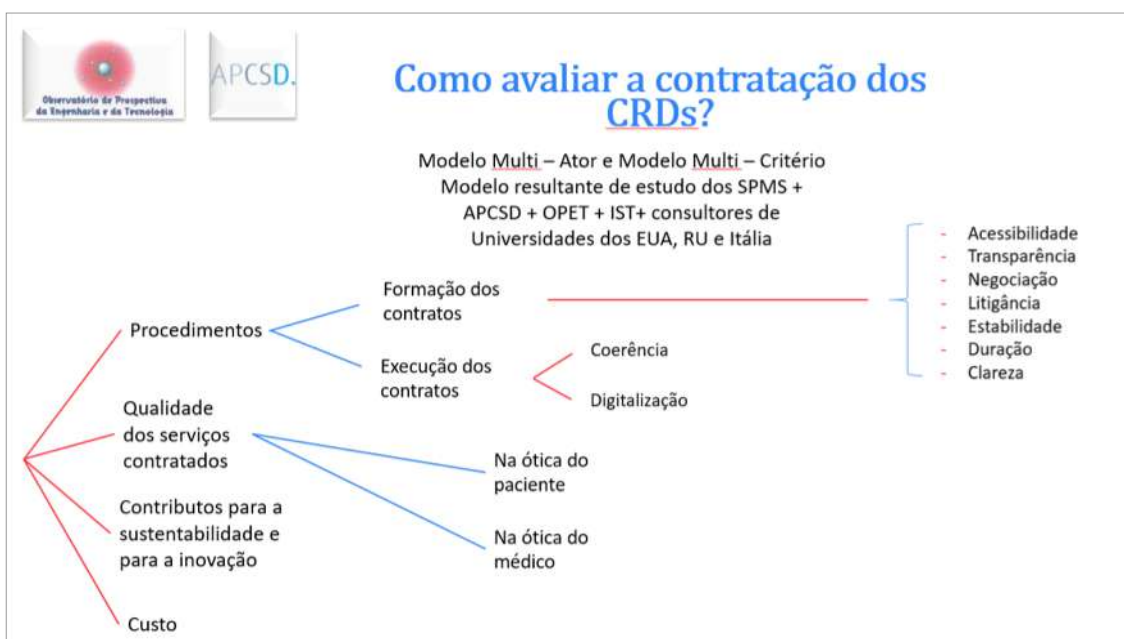 Observatório de Prospectiva
da Engenharia e da Tecnologia
APCSD.
Como avaliar a contratação dos
CRDs?
Modelo Multi – Ator e Modelo Multi – Critério
Modelo resultante de estudo dos SPMS +
APCSD + OPET + IST+ consultores de
Universidades dos EUA, RU e Itália
Procedimentos
Formação dos
contratos
- Acessibilidade
- Transparência
- Negociação
- Litigância
- Estabilidade
- Duração
- Clareza
Execução dos
contratos
Coerência
Digitalização
Qualidade
dos serviços
contratados
Na ótica do
paciente
Na ótica do
médico
Contributos para a
sustentabilidade e
para a inovação
Custo